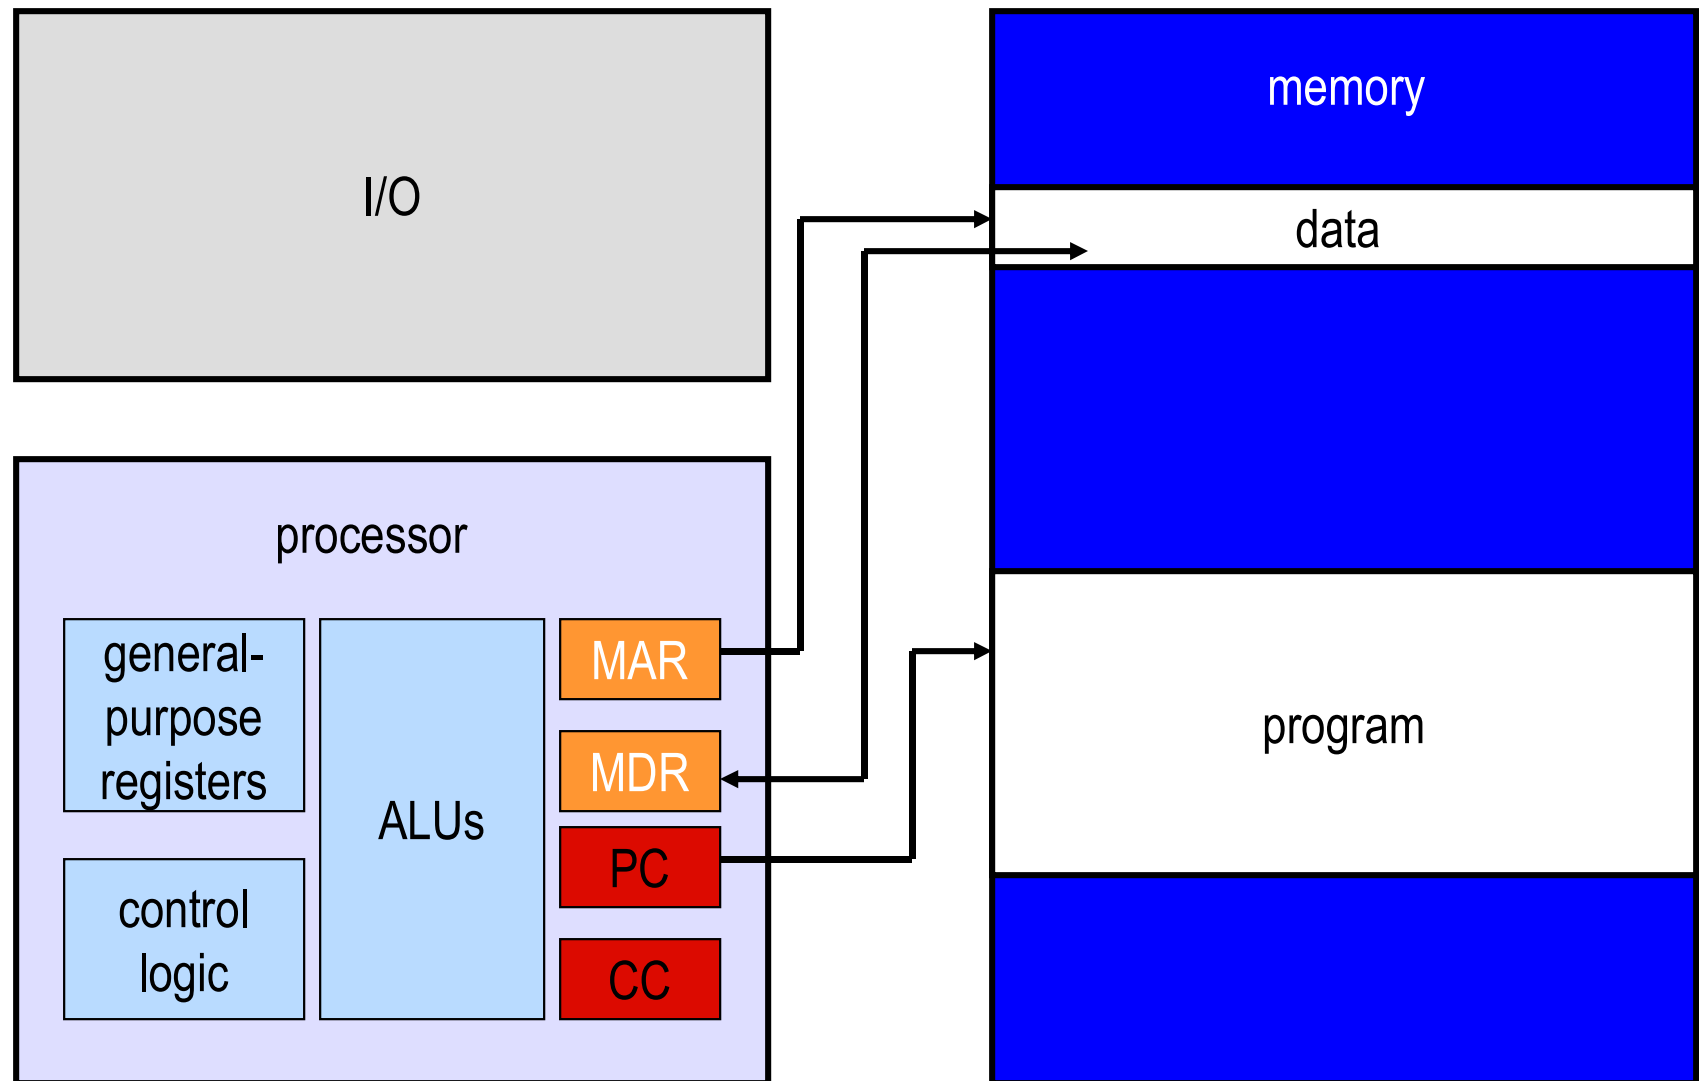 I/O
memory
data
processor
general-
purpose
registers
ALUs
MAR
MDR
PC
CC
control
logic
program